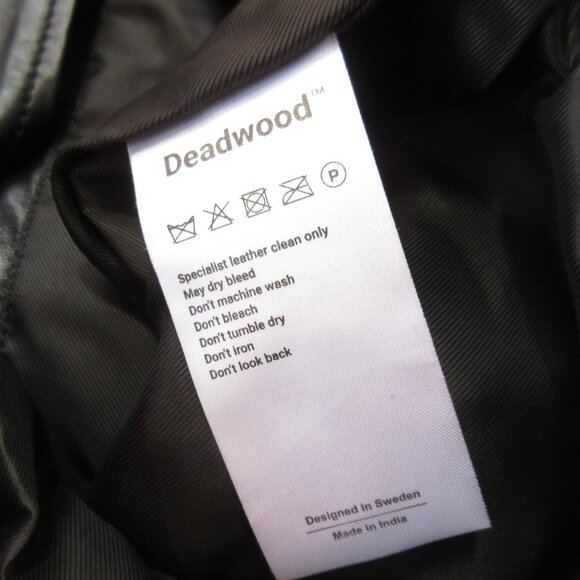 Deadwood™
P
Specialist leather clean only
May dry bleed
Don't machine wash
Don't bleach
Don't tumble dry
Don't iron
Don't look back
Designed in Sweden
Made in India